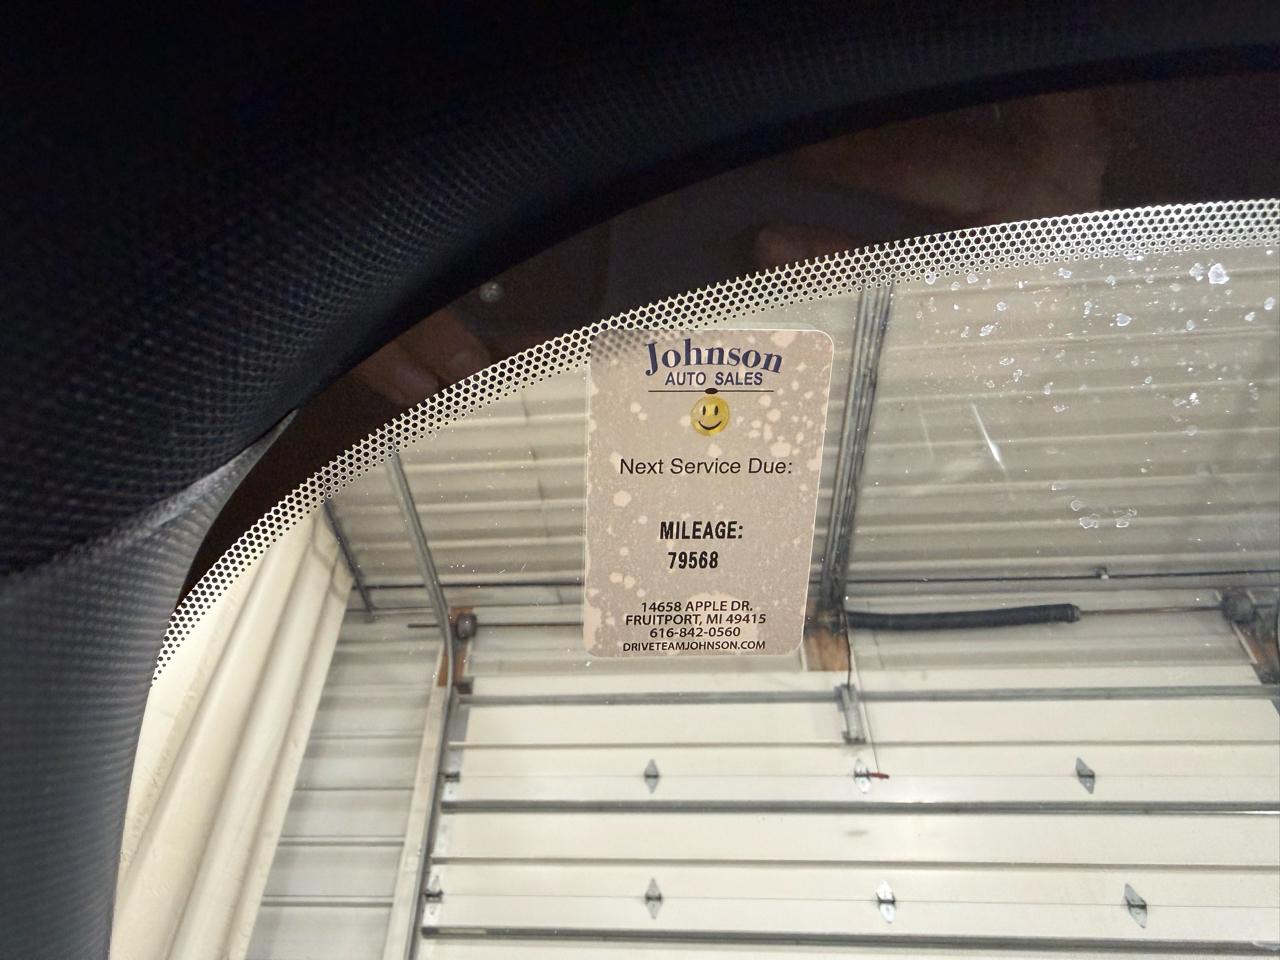 Johnson
AUTO SALES
Next Service Due:
MILEAGE:
79568
14658 APPLE DR.
FRUITPORT, MI 49415
616-842-0560
DRIVETEAMJOHNSON.COM